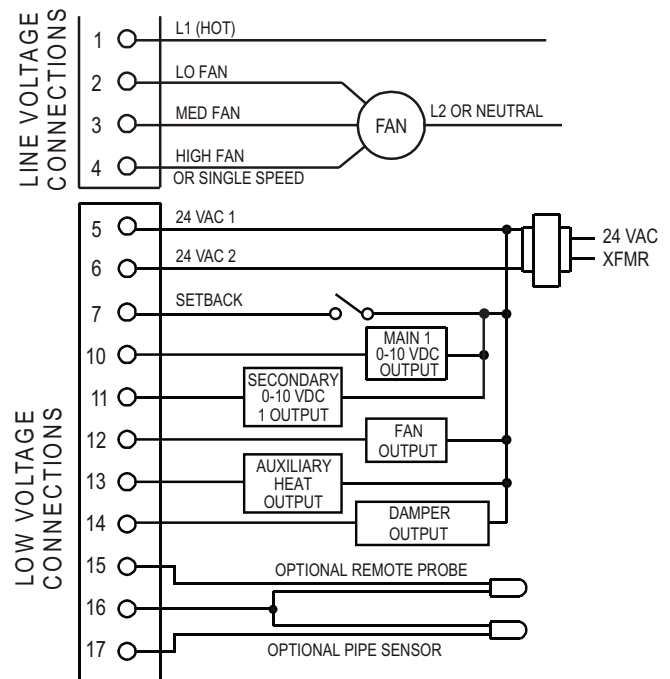 LINE VOLTAGE
CONNECTIONS
1 L1 (HOT)
2 LO FAN
3 MED FAN
FAN
L2 OR NEUTRAL
4 HIGH FAN
OR SINGLE SPEED
LOW VOLTAGE
CONNECTIONS
5 24 VAC 1
6 24 VAC 2
24 VAC
XFMR
7 SETBACK
10
MAIN 1
0-10 VDC
OUTPUT
11
SECONDARY
0-10 VDC
1 OUTPUT
12
FAN
OUTPUT
13
AUXILIARY
HEAT
OUTPUT
14
DAMPER
OUTPUT
15
OPTIONAL REMOTE PROBE
16
17
OPTIONAL PIPE SENSOR